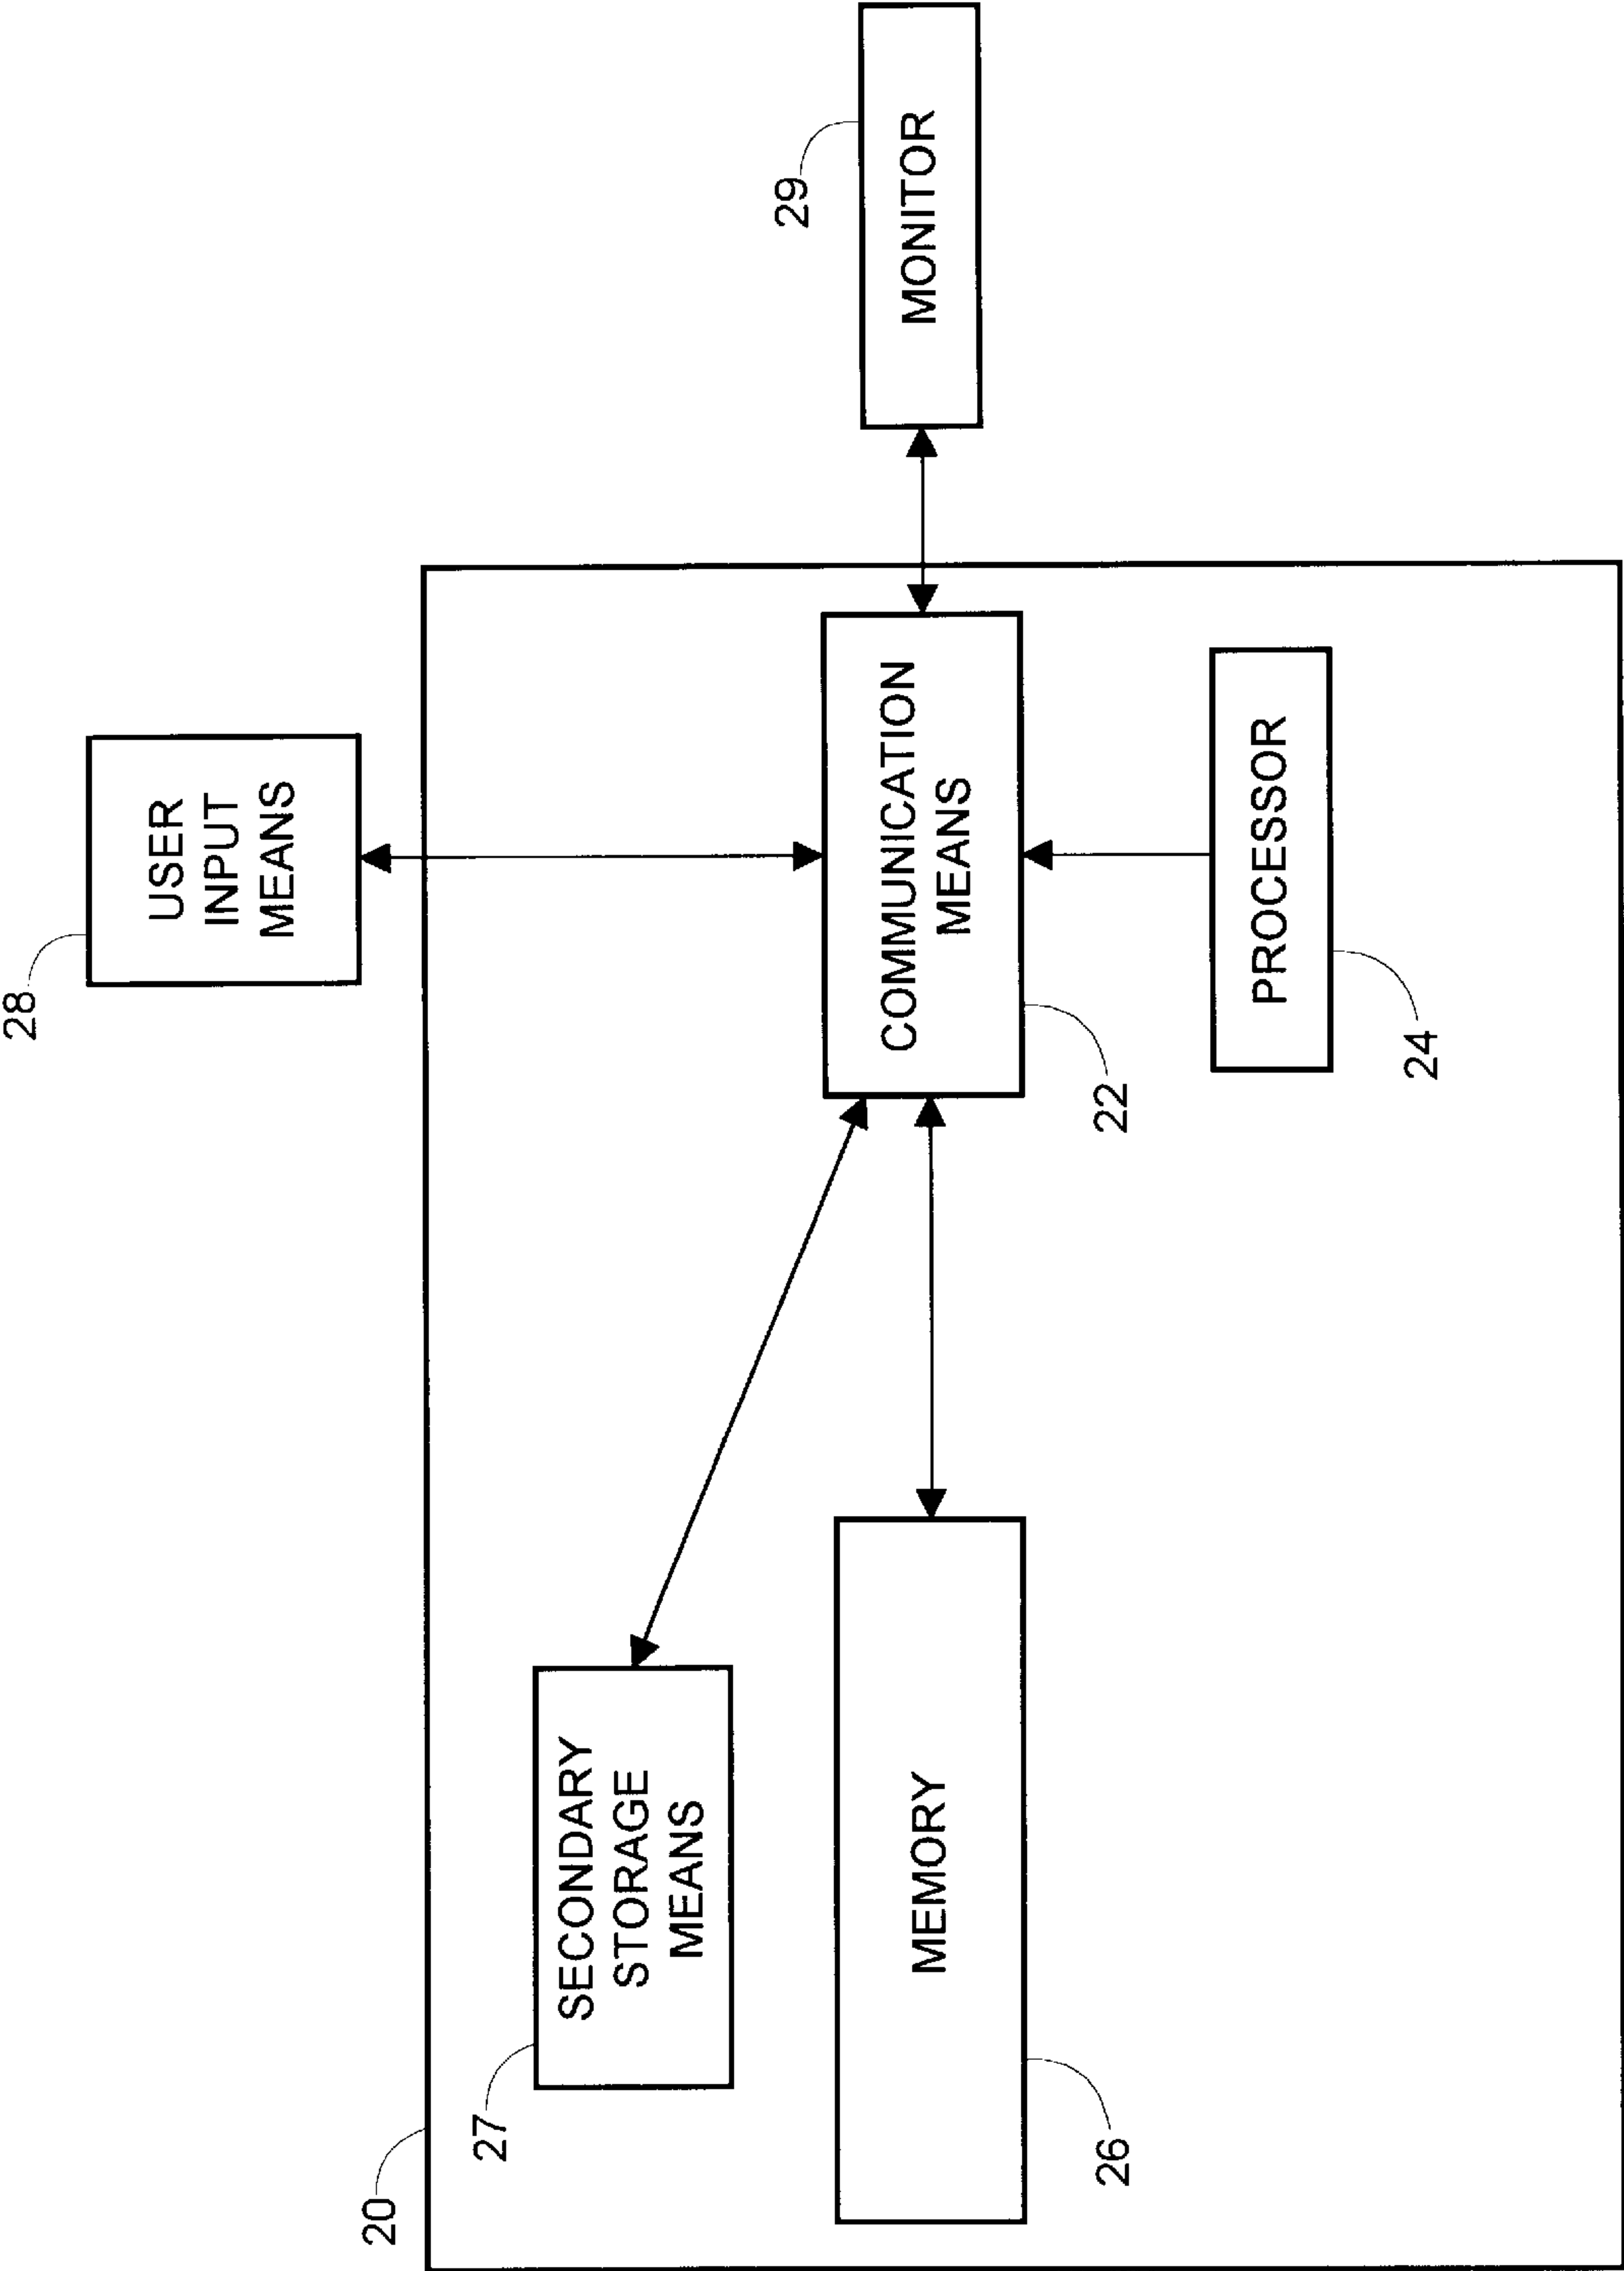 28
USER
INPUT
MEANS
20
27
SECONDARY
STORAGE
MEANS
COMMUNICATION
MEANS
22
29
MONITOR
MEMORY
26
PROCESSOR
24